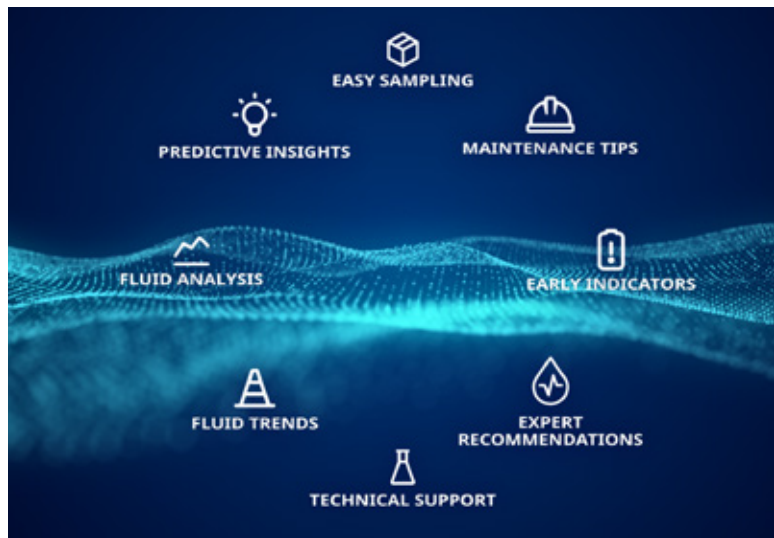 EASY SAMPLING
PREDICTIVE INSIGHTS
MAINTENANCE TIPS
FLUID ANALYSIS
EARLY INDICATORS
FLUID TRENDS
EXPERT
RECOMMENDATIONS
TECHNICAL SUPPORT